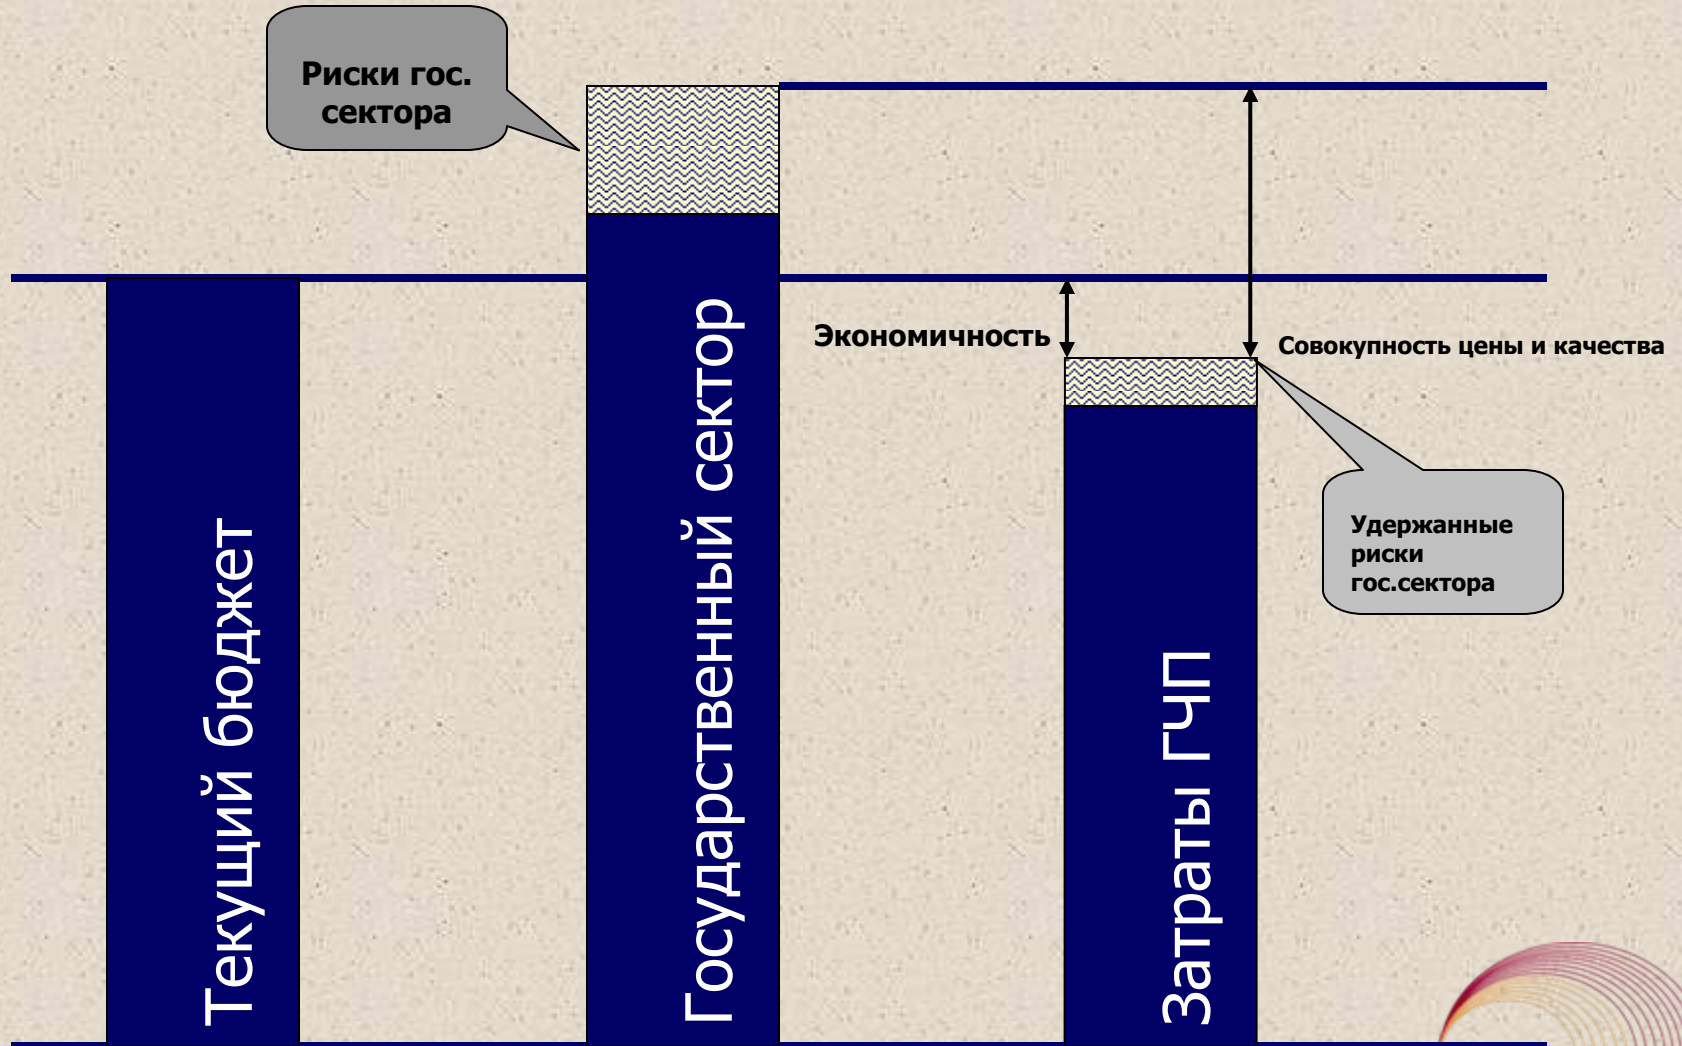 Риски гос.
сектора
Экономичность
Совокупность цены и качества
Удержанные
риски
гос.сектора
Текущий бюджет
Государственный сектор
Затраты ГЧП